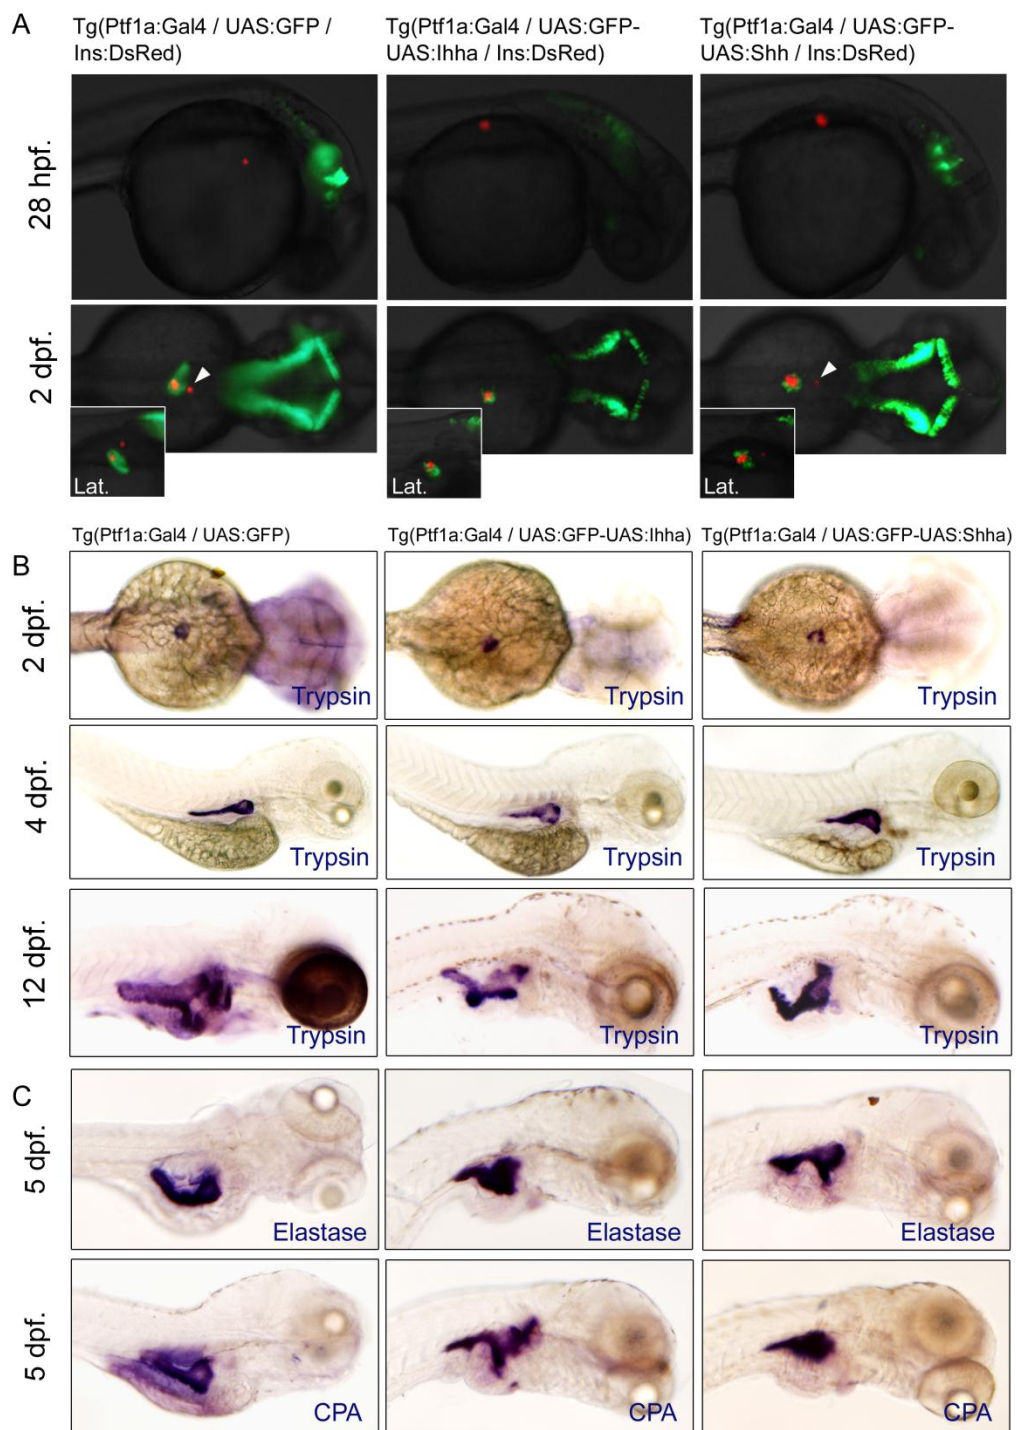 A
Tg(Ptf1a:Gal4 / UAS:GFP /
Ins:DsRed)
Tg(Ptf1a:Gal4 / UAS:GFP-
UAS:Ihha / Ins:DsRed)
Tg(Ptf1a:Gal4 / UAS:GFP-
UAS:Shh / Ins:DsRed)
28 hpf.
2 dpf.
Lat.
Lat.
Lat.
Tg(Ptf1a:Gal4 / UAS:GFP)
Tg(Ptf1a:Gal4 / UAS:GFP-UAS:Ihha)
Tg(Ptf1a:Gal4 / UAS:GFP-UAS:Shha)
B
2 dpf.
Trypsin
Trypsin
Trypsin
4 dpf.
Trypsin
Trypsin
Trypsin
12 dpf.
Trypsin
Trypsin
Trypsin
C
5 dpf.
Elastase
Elastase
Elastase
5 dpf.
CPA
CPA
CPA